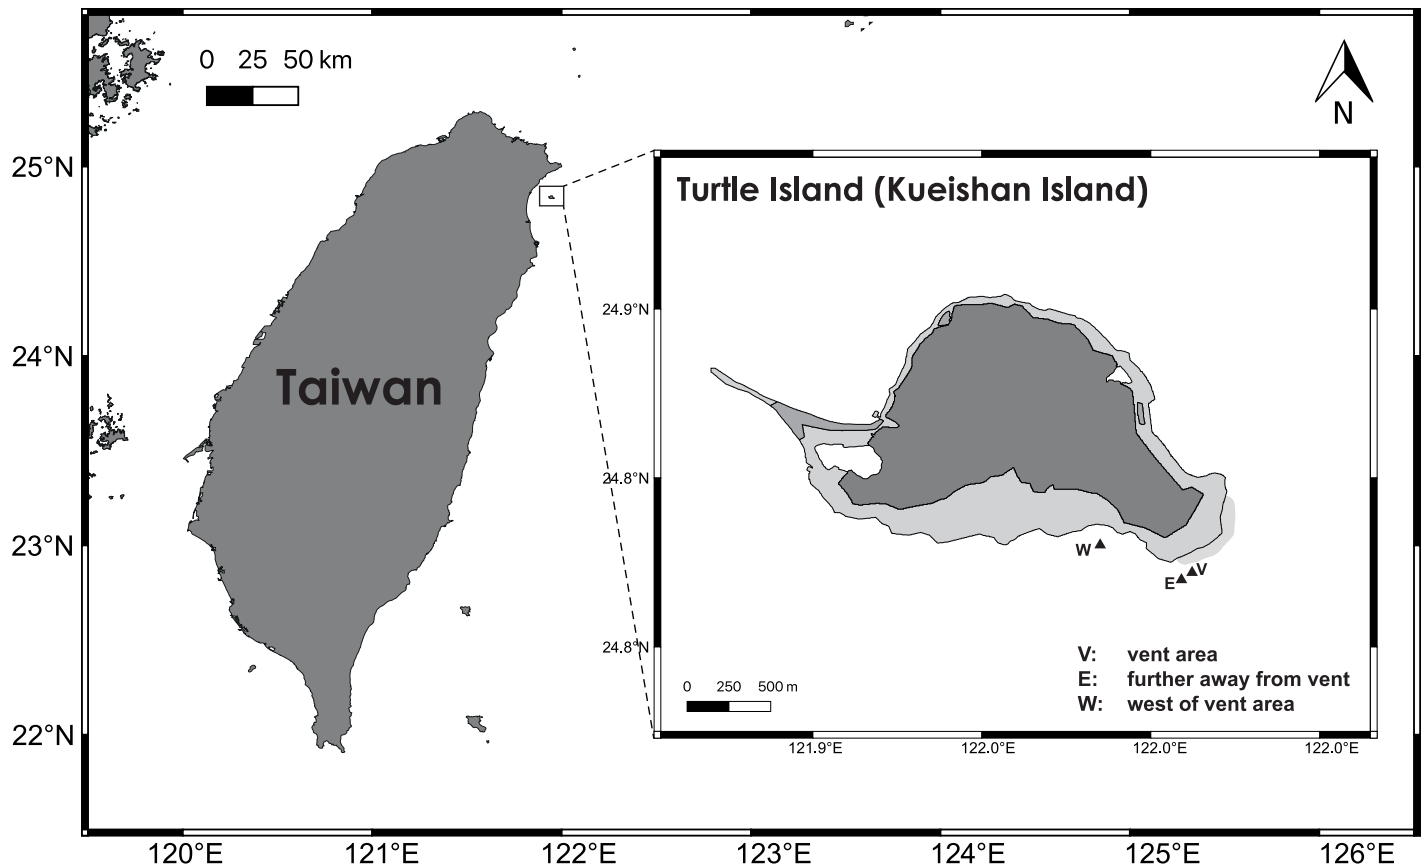 0 25 50 km
N
25°N
24°N
23°N
22°N
Taiwan
120°E 121°E 122°E 123°E 124°E 125°E 126°E
Turtle Island (Kueishan Island)
24.9°N
24.8°N
24.8°N
W
V
E
V: vent area
E: further away from vent
W: west of vent area
0 250 500 m
121.9°E 122.0°E 122.0°E 122.0°E